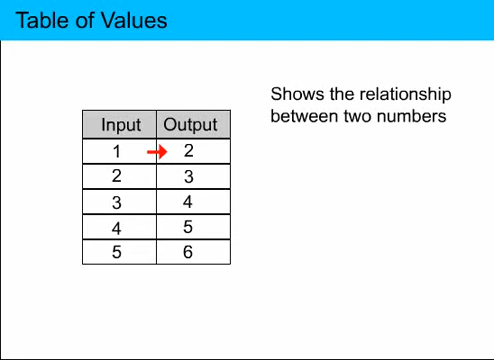 Table of Values
Shows the relationship
between two numbers
Input Output
1 2
2 3
3 4
4 5
5 6